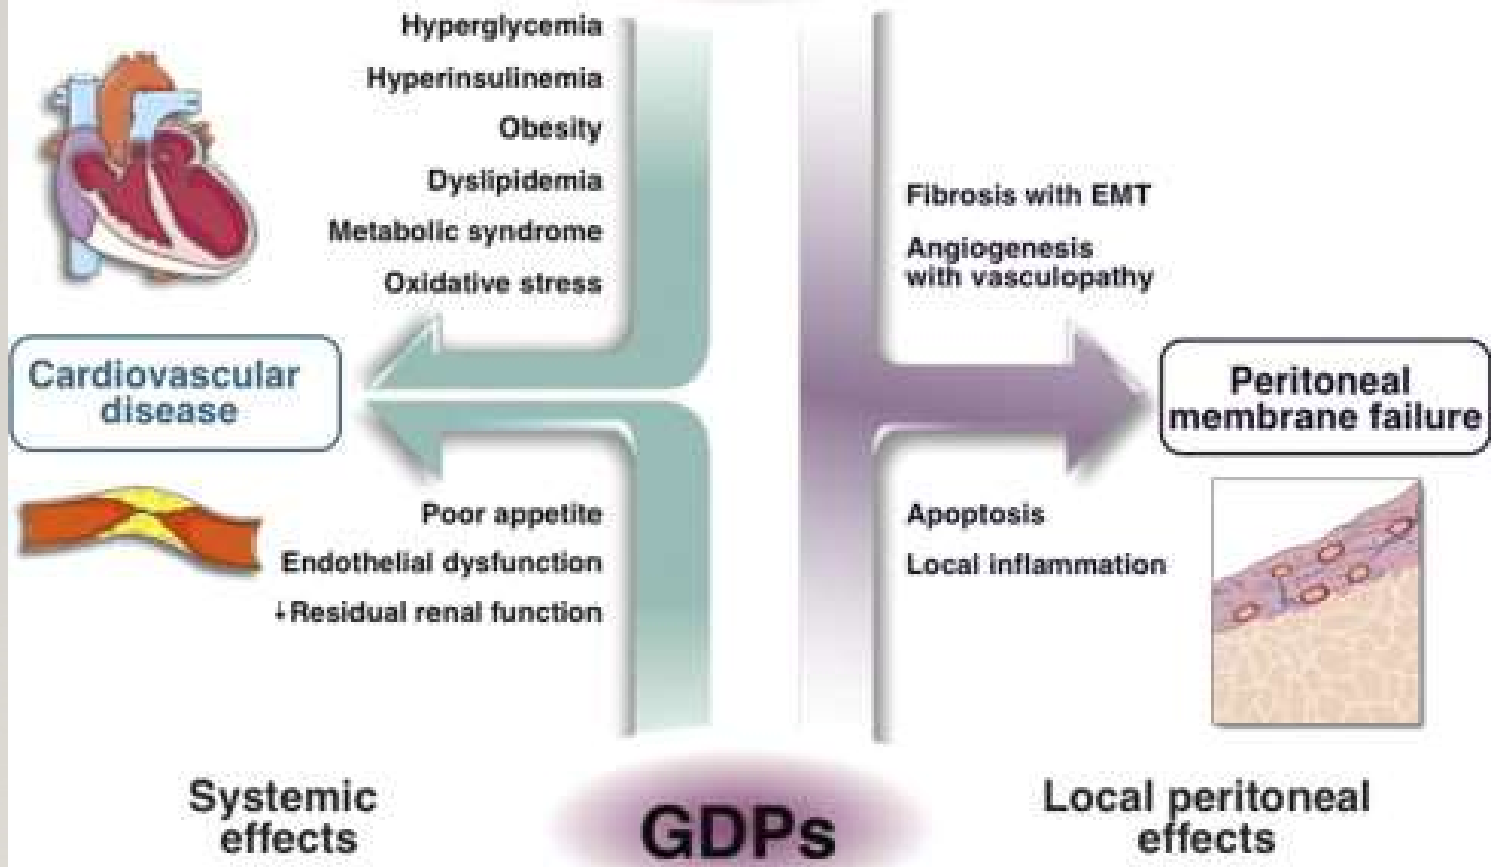 Hyperglycemia
Hyperinsulinemia
Obesity
Dyslipidemia
Metabolic syndrome
Oxidative stress
Cardiovascular
disease
Poor appetite
Endothelial dysfunction
↓Residual renal function
Fibrosis with EMT
Angiogenesis
with vasculopathy
Peritoneal
membrane failure
Apoptosis
Local inflammation
Systemic
effects
GDPs
Local peritoneal
effects